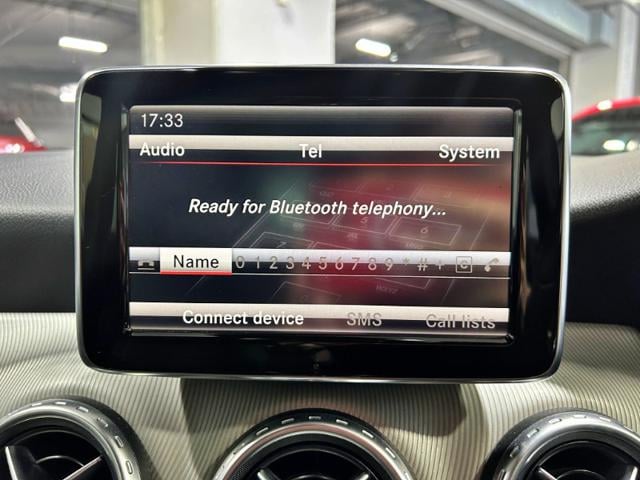 17:33
Audio Tel System
Ready for Bluetooth telephony...
Name 0 1 2 3 4 5 6 7 8 9 * # +
Connect device SMS Call lists